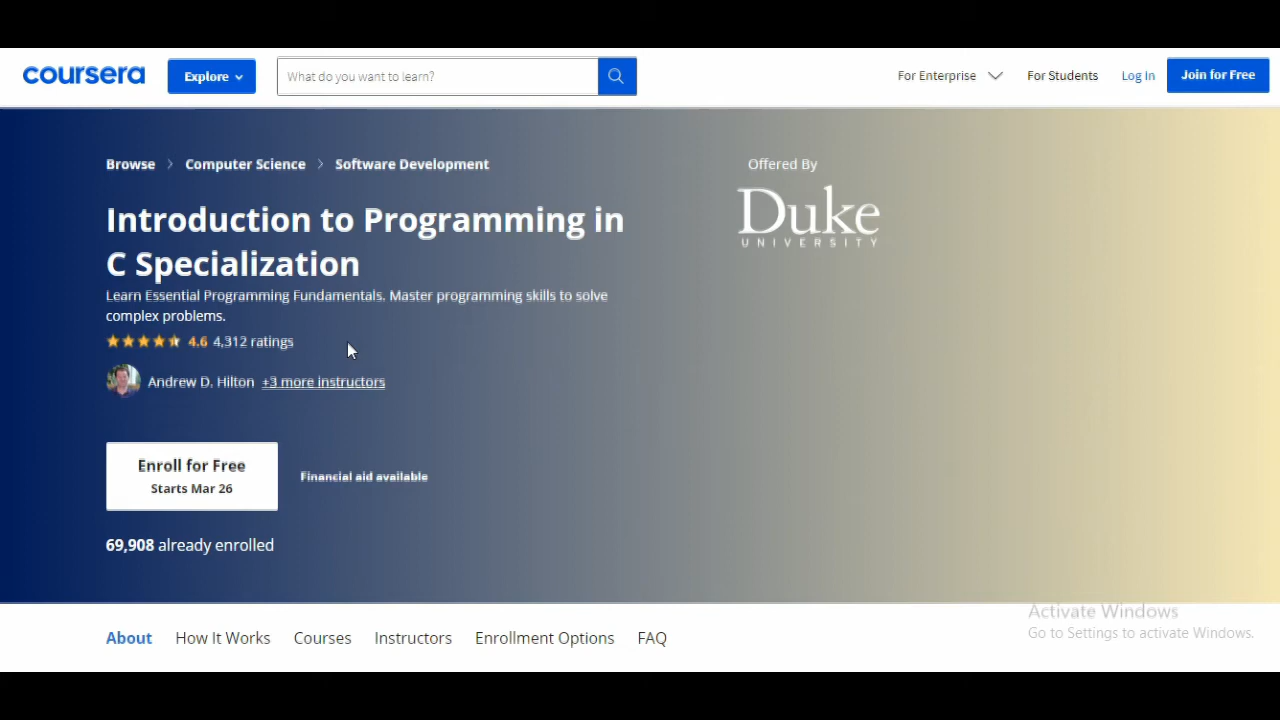 coursera Explore What do you want to learn? For Enterprise For Students Log In Join for Free
Browse > Computer Science > Software Development
Offered By
Duke
UNIVERSITY
Introduction to Programming in
C Specialization
Learn Essential Programming Fundamentals. Master programming skills to solve
complex problems.
4.6 4,312 ratings
Andrew D. Hilton +3 more instructors
Enroll for Free
Starts Mar 26
Financial aid available
69,908 already enrolled
Activate Windows
Go to Settings to activate Windows.
About How It Works Courses Instructors Enrollment Options FAQ